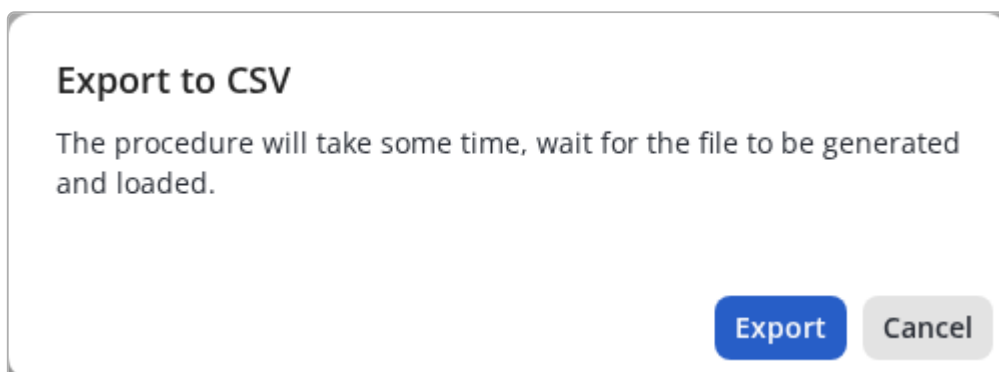 Export to CSV
The procedure will take some time, wait for the file to be generated
and loaded.
Export
Cancel